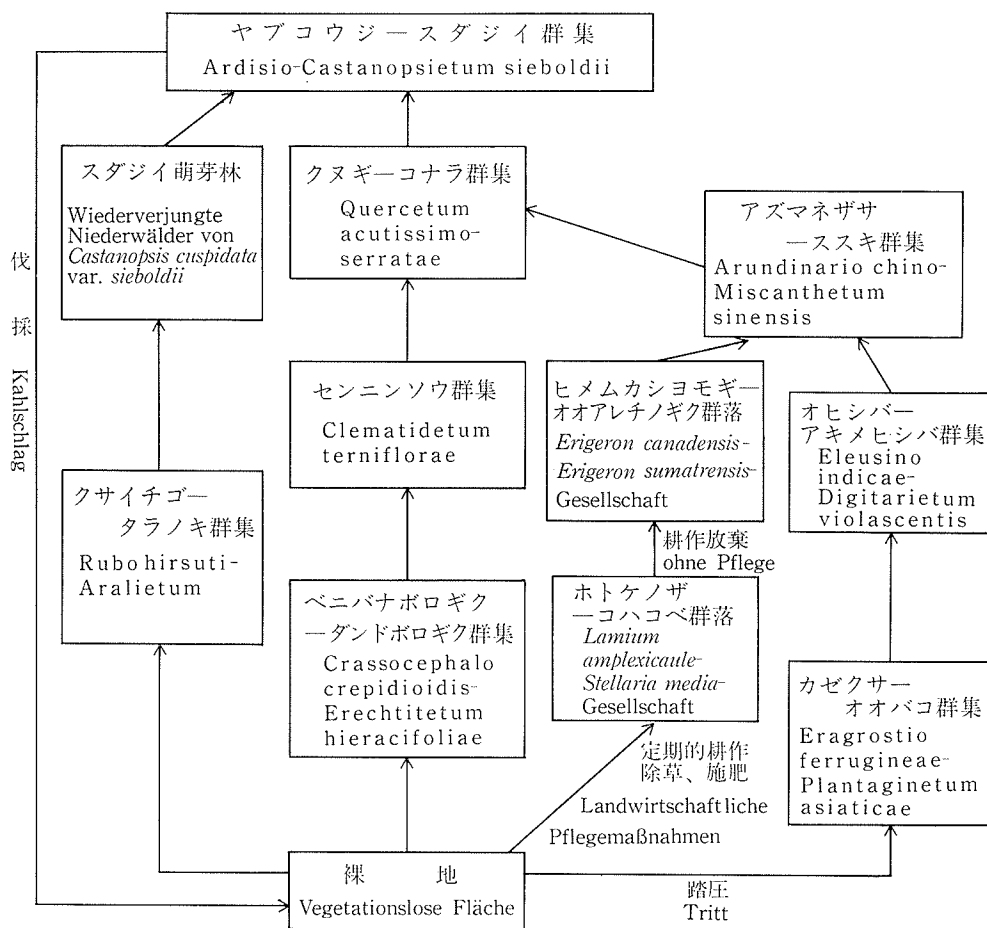 ヤブコウジースダジイ群集
Ardisio-Castanopsietum sieboldii
スダジイ萌芽林
Wiederverjungte
Niederwälder von
Castanopsis cuspidata
var. sieboldii
クヌギーコナラ群集
Quercetum
acutissimo-
serratae
アズマネザサ
ーススキ群集
Arundinario chino-
Miscanthetum
sinensis
伐採 Kahlschlag
センニンソウ群集
Clematidetum
terniflorae
ヒメムカシヨモギー
オオアレチノギク群落
Erigeron canadensis-
Erigeron sumatrensis-
Gesellschaft
オヒシバー
アキメヒシバ群集
Eleusino
indicae-
Digitarietum
violascentis
クサイチゴー
タラノキ群集
Rubo hirsuti-
Aralietum
耕作放棄
ohne Pflege
ベニバナボロギク
ーダンドボロギク群集
Crassocephalo
crepidioidis-
Erechtitetum
hieracifoliae
ホトケノザ
ーコハコベ群落
Lamium
amplexicaule-
Stellaria media-
Gesellschaft
カゼクサー
オオバコ群集
Eragrostio
ferrugineae-
Plantaginetum
asiaticae
定期的耕作
除草、施肥
Landwirtschaftliche
Pflegemaßnahmen
裸地
Vegetationslose Fläche
踏圧
Tritt